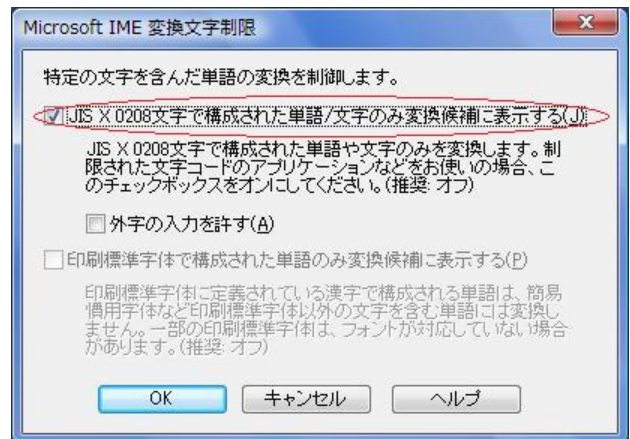 Microsoft IME 変換文字制限
特定の文字を含んだ単語の変換を制御します。
JIS X 0208文字で構成された単語/文字のみ変換候補に表示する(J)
JIS X 0208文字で構成された単語や文字のみを変換します。制
限された文字コードのアプリケーションなどをお使いの場合、こ
のチェックボックスをオンにしてください。(推奨: オフ)
外字の入力を許す(A)
印刷標準字体で構成された単語のみ変換候補に表示する(P)
印刷標準字体に定義されている漢字で構成される単語は、簡易
慣用字体など印刷標準字体以外の文字を含む単語には変換し
ません。一部の印刷標準字体は、フォントが対応していない場合
があります。(推奨: オフ)
OK
キャンセル
ヘルプ